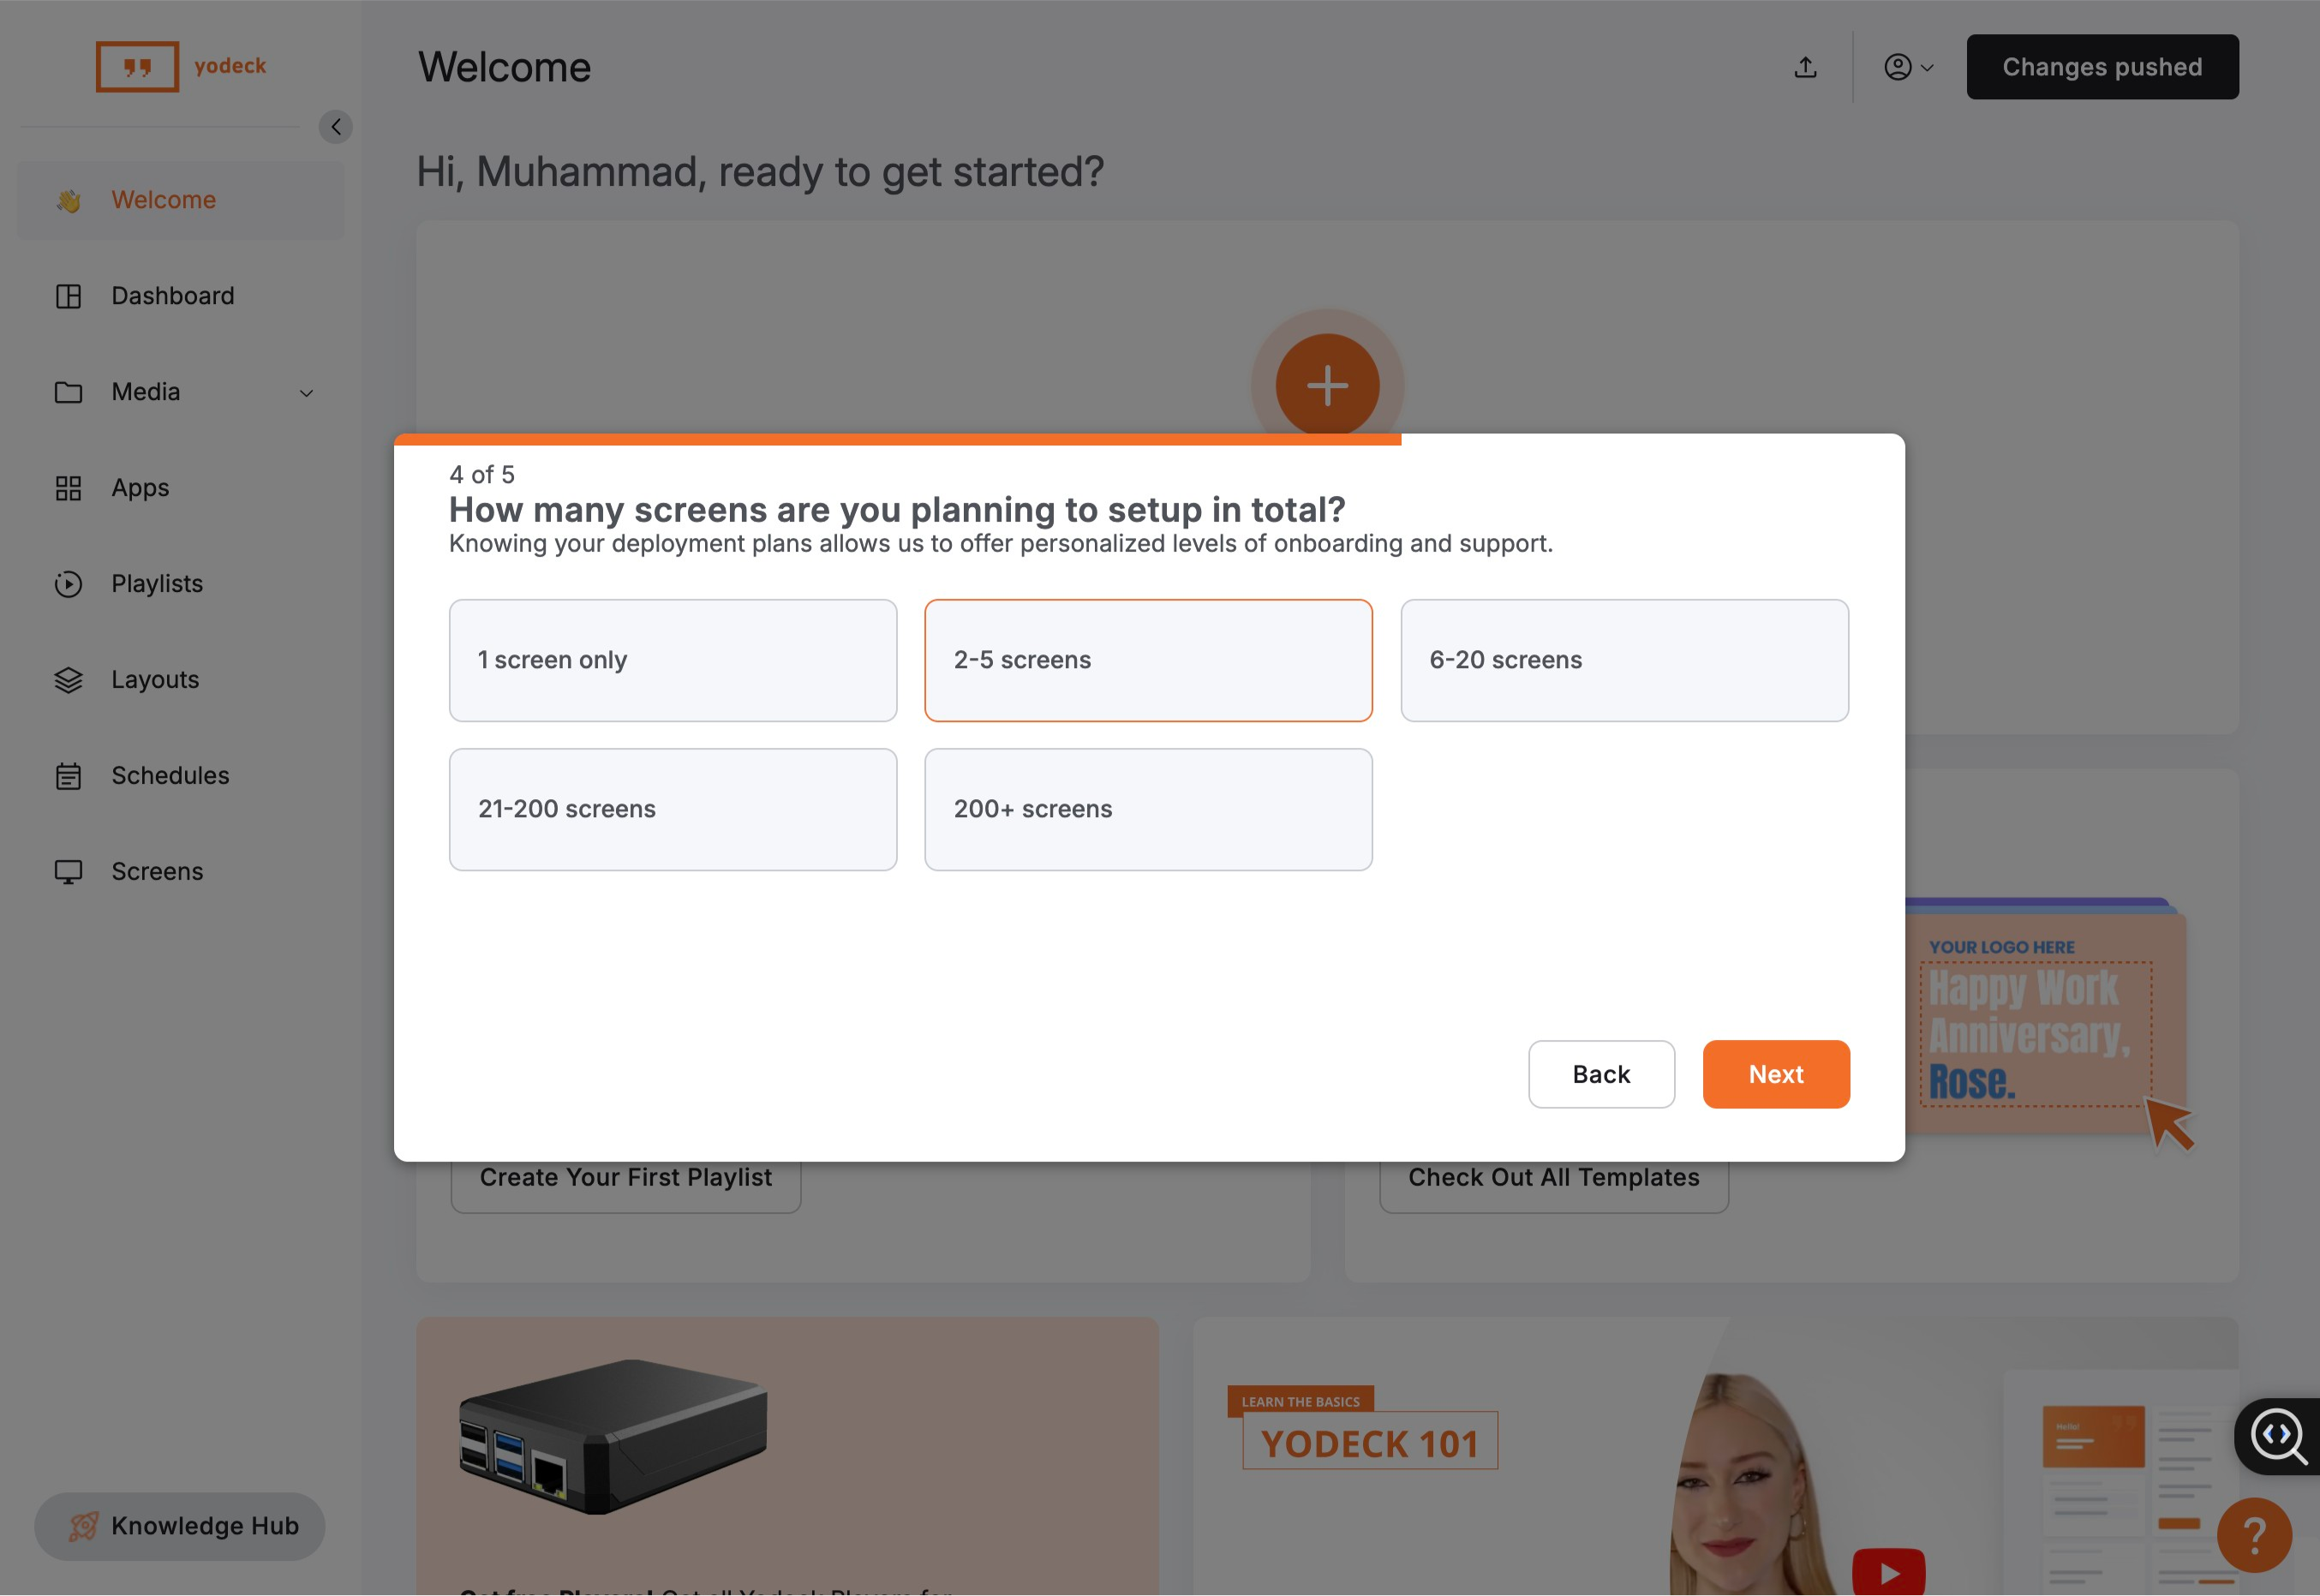 yodeck
Welcome
Changes pushed
Hi, Muhammad, ready to get started?
Welcome
Dashboard
Media
Apps
Playlists
Layouts
Schedules
Screens
Knowledge Hub
4 of 5
How many screens are you planning to setup in total?
Knowing your deployment plans allows us to offer personalized levels of onboarding and support.
1 screen only
2-5 screens
6-20 screens
21-200 screens
200+ screens
Back
Next
YOUR LOGO HERE
Happy Work
Anniversary,
Rose.
Create Your First Playlist
Check Out All Templates
LEARN THE BASICS
YODECK 101
Hello!
?